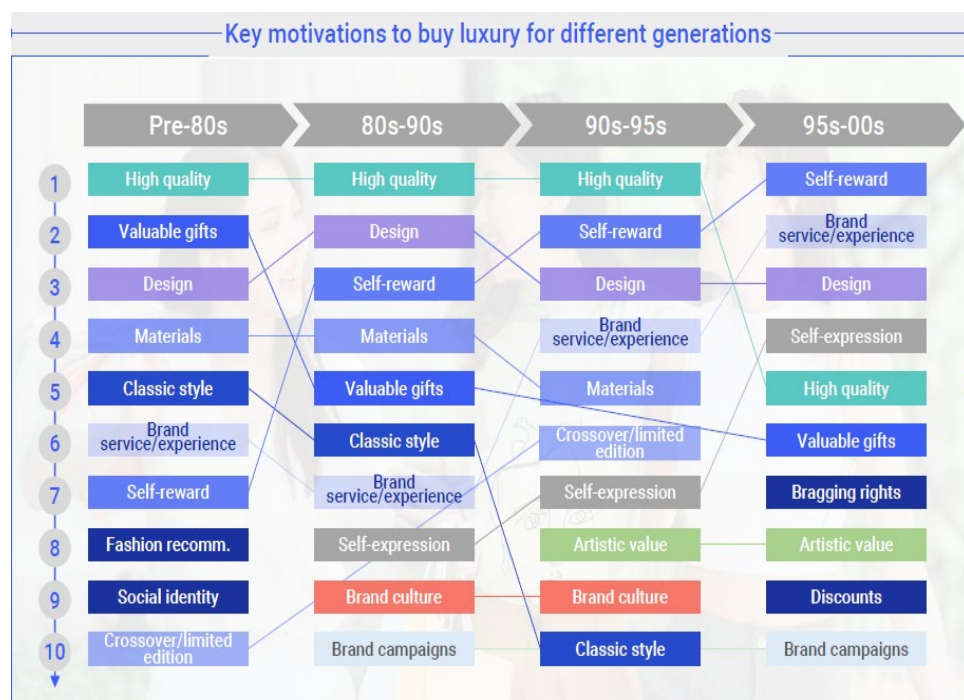 Key motivations to buy luxury for different generations
Pre-80s
80s-90s
90s-95s
95s-00s
1
High quality
High quality
High quality
Self-reward
2
Valuable gifts
Design
Self-reward
Brand
service/experience
3
Design
Self-reward
Design
Design
4
Materials
Materials
Brand
service/experience
Self-expression
5
Classic style
Valuable gifts
Materials
High quality
6
Brand
service/experience
Classic style
Crossover/limited
edition
Valuable gifts
7
Self-reward
Brand
service/experience
Self-expression
Bragging rights
8
Fashion recomm.
Self-expression
Artistic value
Artistic value
9
Social identity
Brand culture
Brand culture
Discounts
10
Crossover/limited
edition
Brand campaigns
Classic style
Brand campaigns